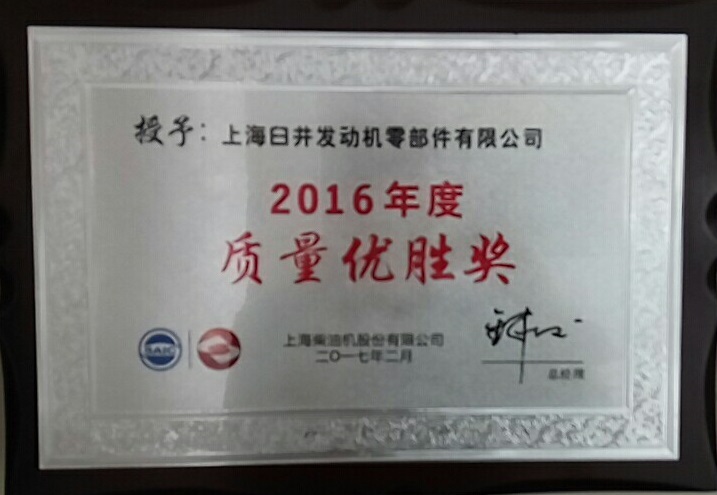 授予：上海臼井发动机零部件有限公司
2016年度
质量优胜奖
SAIC
上海柴油机股份有限公司
二〇一七年二月
总经理